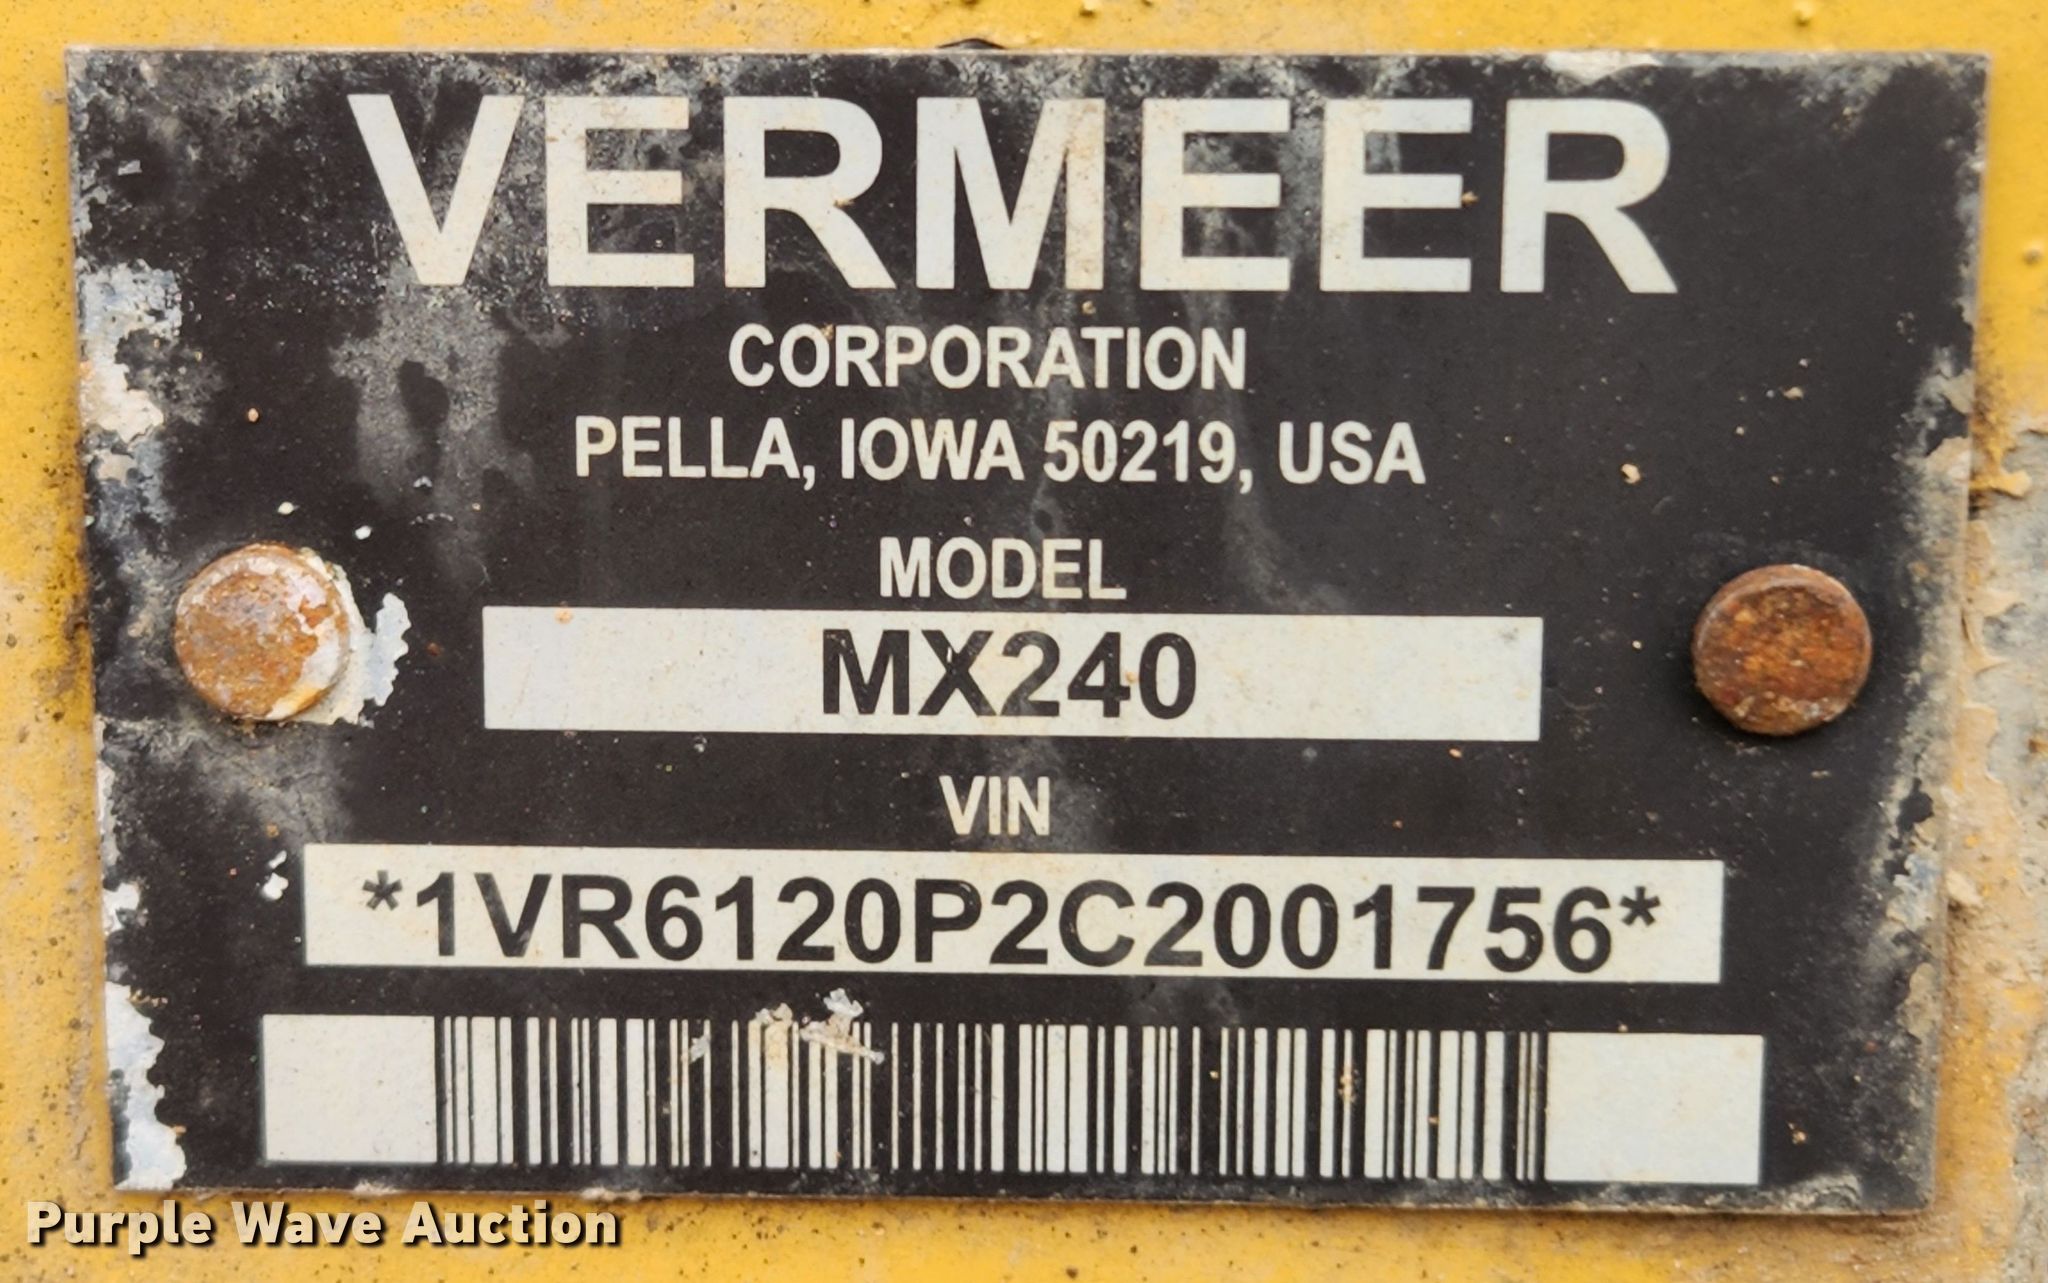 VERMEER
CORPORATION
PELLA, IOWA 50219, USA
MODEL
MX240
VIN
*1VR6120P2C2001756*
Purple Wave Auction